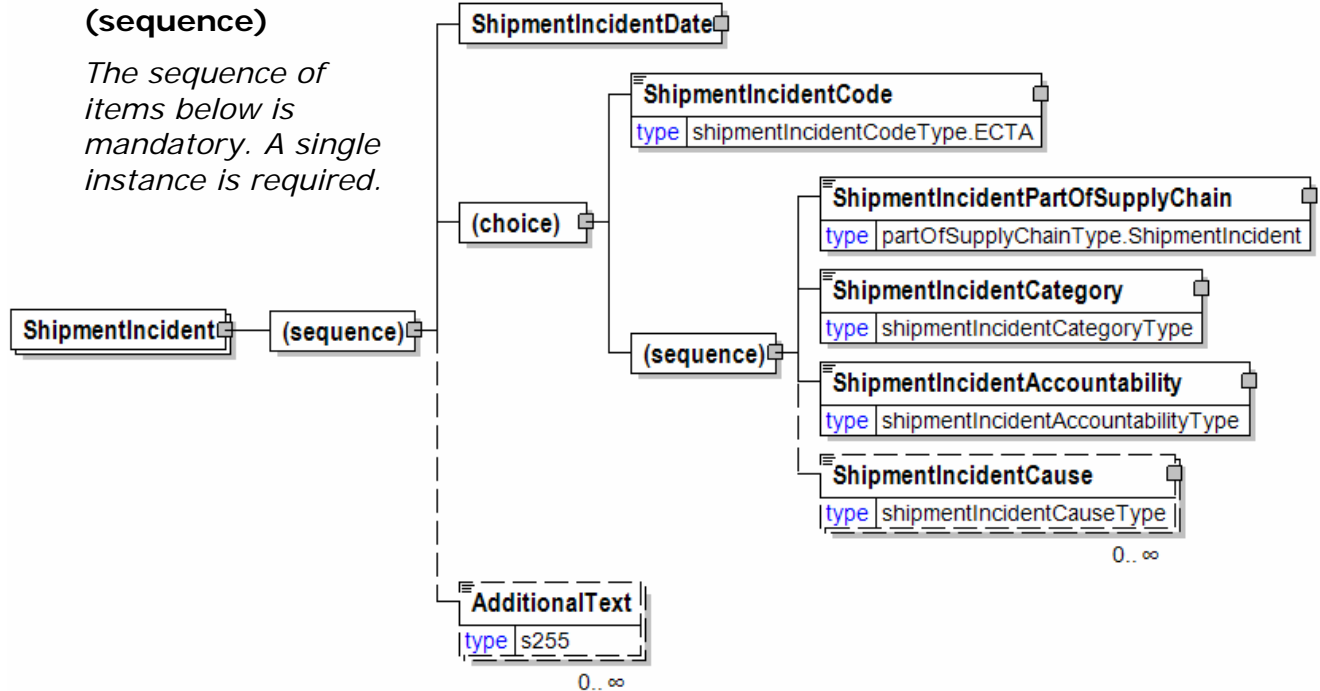 (sequence)
The sequence of
items below is
mandatory. A single
instance is required.
ShipmentIncidentDate
ShipmentIncidentCode
type shipmentIncidentCodeType.ECTA
(choice)
ShipmentIncidentPartOfSupplyChain
type partOfSupplyChainType.ShipmentIncident
ShipmentIncidentCategory
type shipmentIncidentCategoryType
ShipmentIncident
(sequence)
(sequence)
ShipmentIncidentAccountability
type shipmentIncidentAccountabilityType
ShipmentIncidentCause
type shipmentIncidentCauseType
0.. ∞
AdditionalText
type s255
0.. ∞